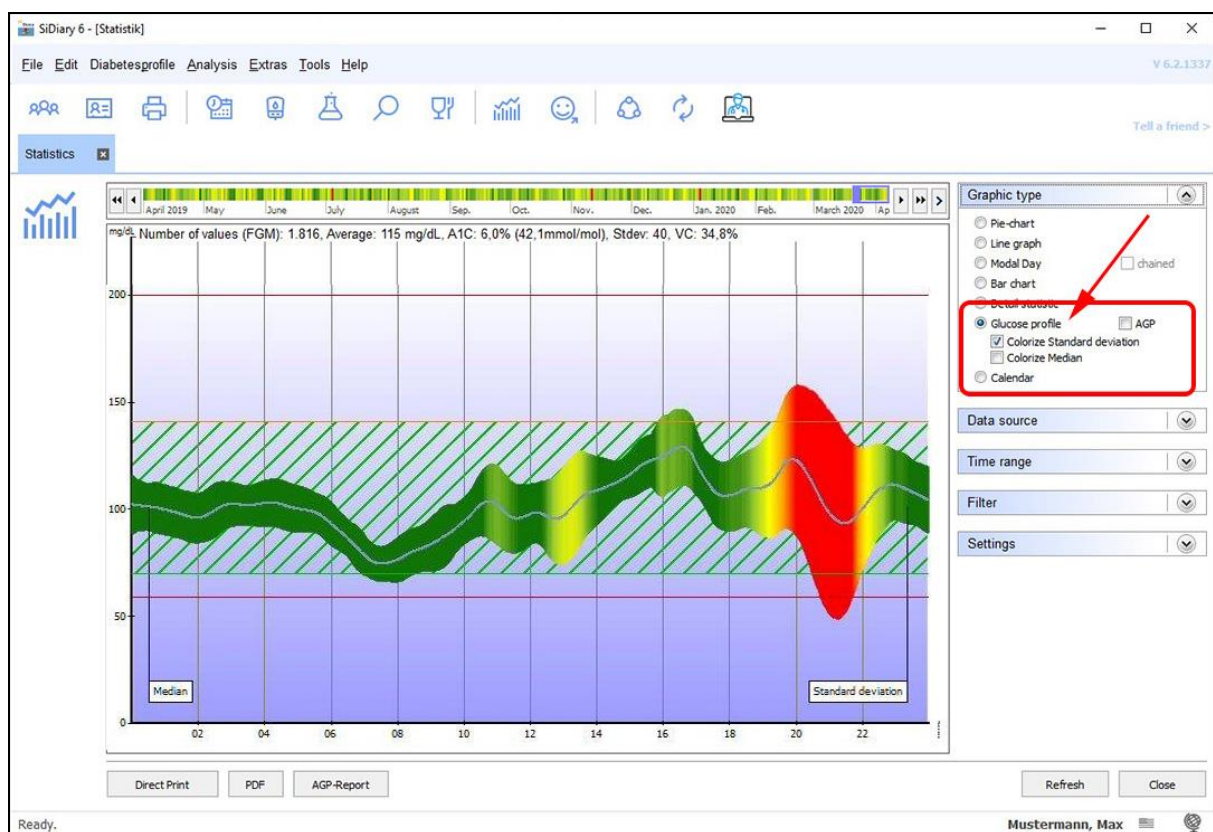 SiDiary 6 - [Statistik]
File Edit Diabetesprofile Analysis Extras Tools Help
V 6.2.1337
Tell a friend >
Statistics
April 2019 May June July August Sep. Oct. Nov. Dec. Jan. 2020 Feb. March 2020 Ap
mg/dL Number of values (FGM): 1.816, Average: 115 mg/dL, A1C: 6,0% (42,1mmol/mol), Stdev: 40, VC: 34,8%
200
150
100
50
0
Median
Standard deviation
02 04 06 08 10 12 14 16 18 20 22
Graphic type
Pie-chart
Line graph
Modal Day chained
Bar chart
Detail statistic
Glucose profile AGP
Colorize Standard deviation
Colorize Median
Calendar
Data source
Time range
Filter
Settings
Direct Print PDF AGP-Report Refresh Close
Ready.
Mustermann, Max